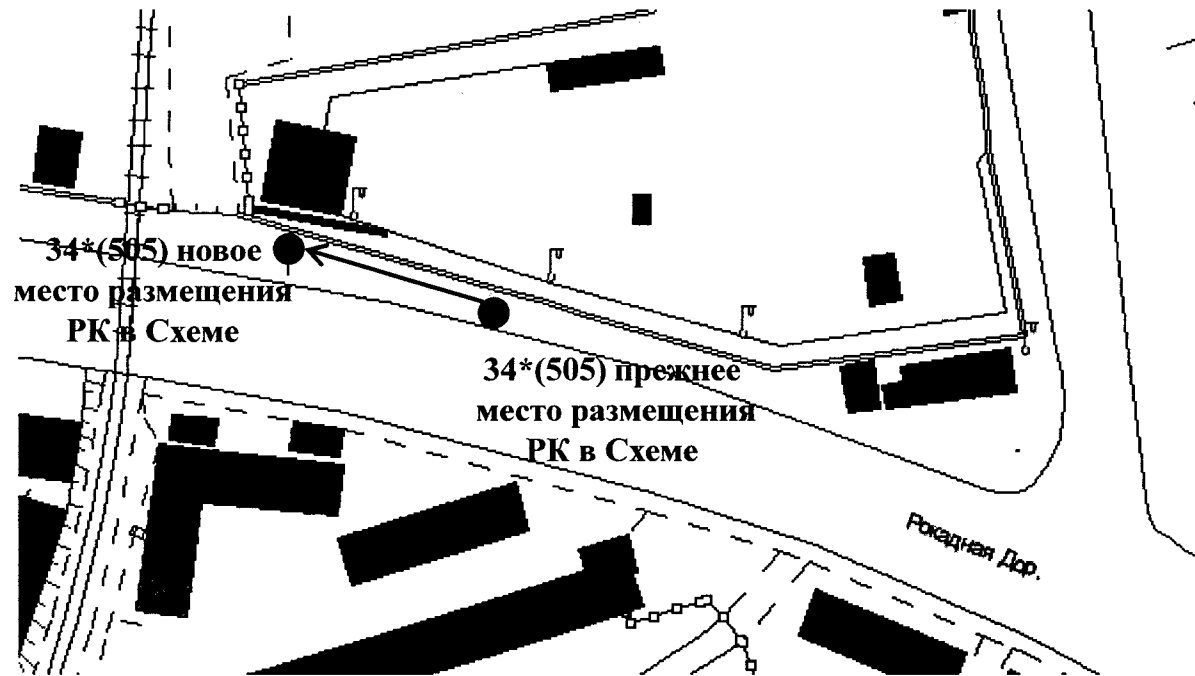 34*(505) новое
место размещения
РК в Схеме
34*(505) прежнее
место размещения
РК в Схеме
Рокадная Дор.